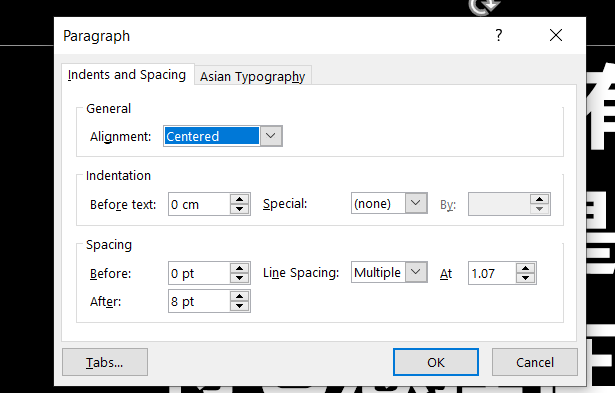 Paragraph
Indents and Spacing Asian Typography
General
Alignment: Centered
Indentation
Before text: 0 cm Special: (none) By:
Spacing
Before: 0 pt Line Spacing: Multiple At 1.07
After: 8 pt
Tabs... OK Cancel